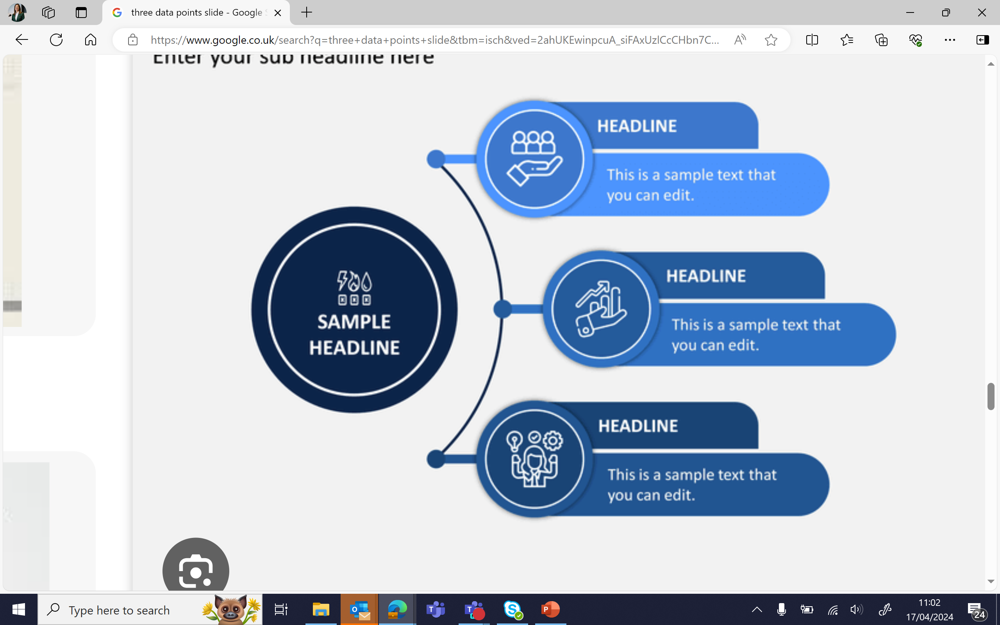 three data points slide - Google S
https://www.google.co.uk/search?q=three+data+points+slide&tbm=isch&ved=2ahUKEwinpcuA_siFAxUzlCcCHbn7C...
Enter your sub headline here
HEADLINE
This is a sample text that
you can edit.
SAMPLE
HEADLINE
HEADLINE
This is a sample text that
you can edit.
HEADLINE
This is a sample text that
you can edit.
Type here to search
11:02
17/04/2024
24